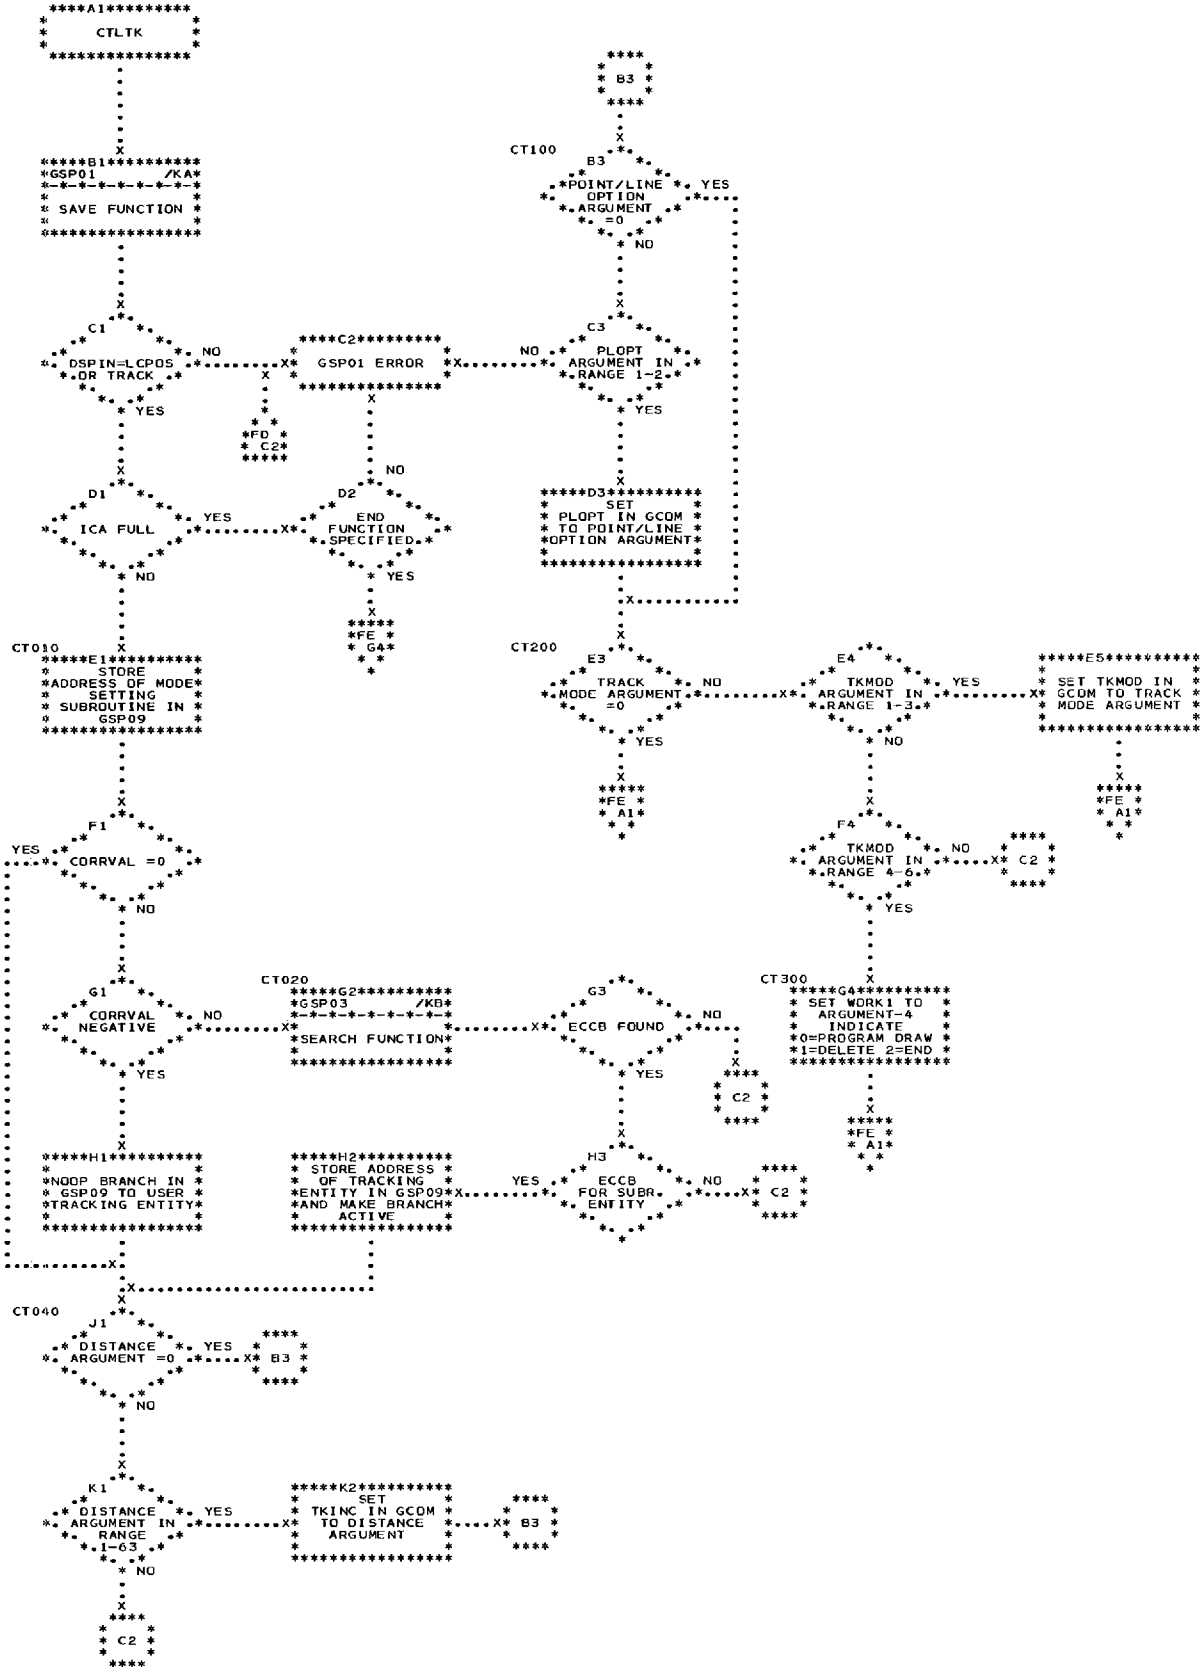 A1
CTLTK
B1
GSP01 /KA
SAVE FUNCTION
C1
DSPIN=LCPOS
OR TRACK
NO
YES
C2
GSP01 ERROR
FD
C2
D1
ICA FULL
YES
NO
D2
END
FUNCTION
SPECIFIED
NO
YES
FE
G4
CT010
E1
STORE
ADDRESS OF MODE
SETTING
SUBROUTINE IN
GSP09
F1
CORRVAL =0
YES
NO
G1
CORRVAL
NEGATIVE
NO
YES
CT020
G2
GSP03 /KB
SEARCH FUNCTION
G3
ECCB FOUND
NO
YES
C2
H1
NOOP BRANCH IN
GSP09 TO USER
TRACKING ENTITY
H2
STORE ADDRESS
OF TRACKING
ENTITY IN GSP09
AND MAKE BRANCH
ACTIVE
H3
ECCB
FOR SUBR.
ENTITY
YES
NO
C2
CT040
J1
DISTANCE
ARGUMENT =0
YES
NO
B3
K1
DISTANCE
ARGUMENT IN
RANGE
1-63
YES
NO
K2
SET
TKINC IN GCOM
TO DISTANCE
ARGUMENT
B3
C2
B3
CT100
B3
POINT/LINE
OPTION
ARGUMENT
=0
YES
NO
C3
PLOPT
ARGUMENT IN
RANGE 1-2
NO
YES
D3
SET
PLOPT IN GCOM
TO POINT/LINE
OPTION ARGUMENT
CT200
E3
TRACK
MODE ARGUMENT
=0
NO
YES
FE
A1
E4
TKMOD
ARGUMENT IN
RANGE 1-3
YES
NO
E5
SET TKMOD IN
GCOM TO TRACK
MODE ARGUMENT
FE
A1
F4
TKMOD
ARGUMENT IN
RANGE 4-6
NO
YES
C2
CT300
G4
SET WORK1 TO
ARGUMENT-4
INDICATE
0=PROGRAM DRAW
1=DELETE 2=END
FE
A1